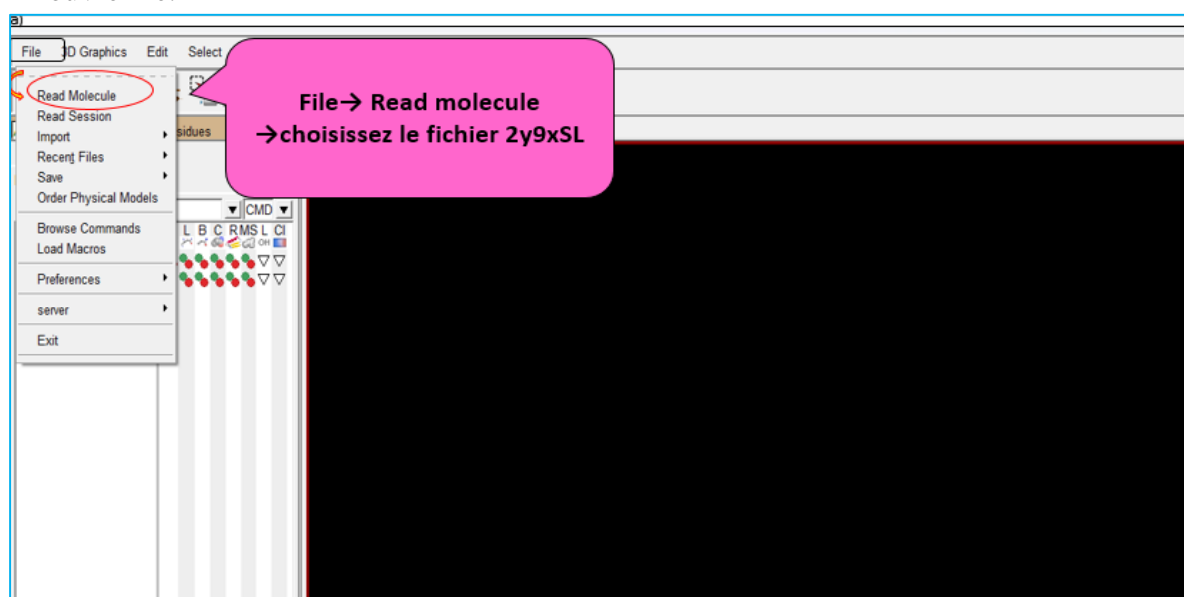 a)
File 3D Graphics Edit Select
Read Molecule
Read Session
Import
Recent Files
Save
Order Physical Models
Browse Commands
Load Macros
Preferences
server
Exit
File→ Read molecule
→choisissez le fichier 2y9xSL
sidues
CMD
L B C R MS L Cl
OH